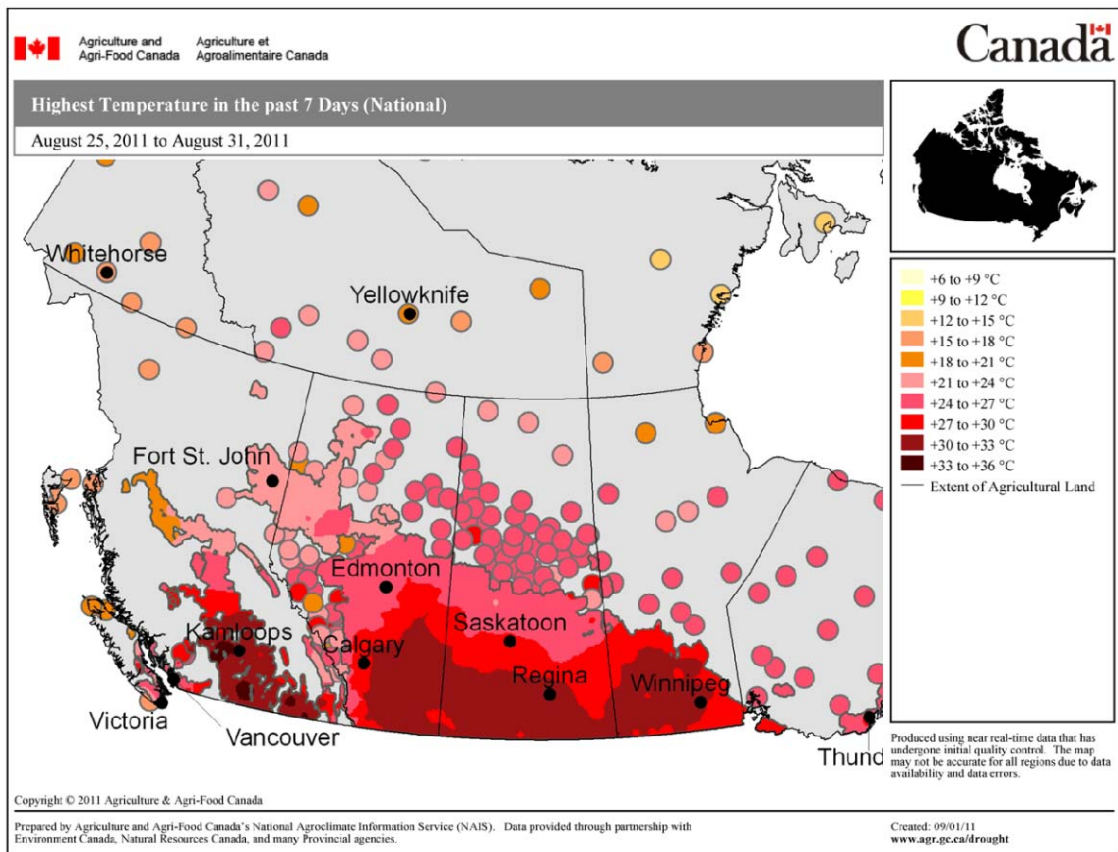 Agriculture and Agriculture et
Agri-Food Canada Agroalimentaire Canada
Canada
Highest Temperature in the past 7 Days (National)
August 25, 2011 to August 31, 2011
Whitehorse
Yellowknife
Fort St. John
Edmonton
Kamloops
Calgary
Saskatoon
Regina
Winnipeg
Victoria
Vancouver
Thund
+6 to +9 °C
+9 to +12 °C
+12 to +15 °C
+15 to +18 °C
+18 to +21 °C
+21 to +24 °C
+24 to +27 °C
+27 to +30 °C
+30 to +33 °C
+33 to +36 °C
Extent of Agricultural Land
Produced using near real-time data that has
undergone initial quality control. The map
may not be accurate for all regions due to data
availability and data errors.
Copyright © 2011 Agriculture & Agri-Food Canada
Prepared by Agriculture and Agri-Food Canada's National Agroclimate Information Service (NAIS). Data provided through partnership with
Environment Canada, Natural Resources Canada, and many Provincial agencies.
Created: 09/01/11
www.agr.gc.ca/drought